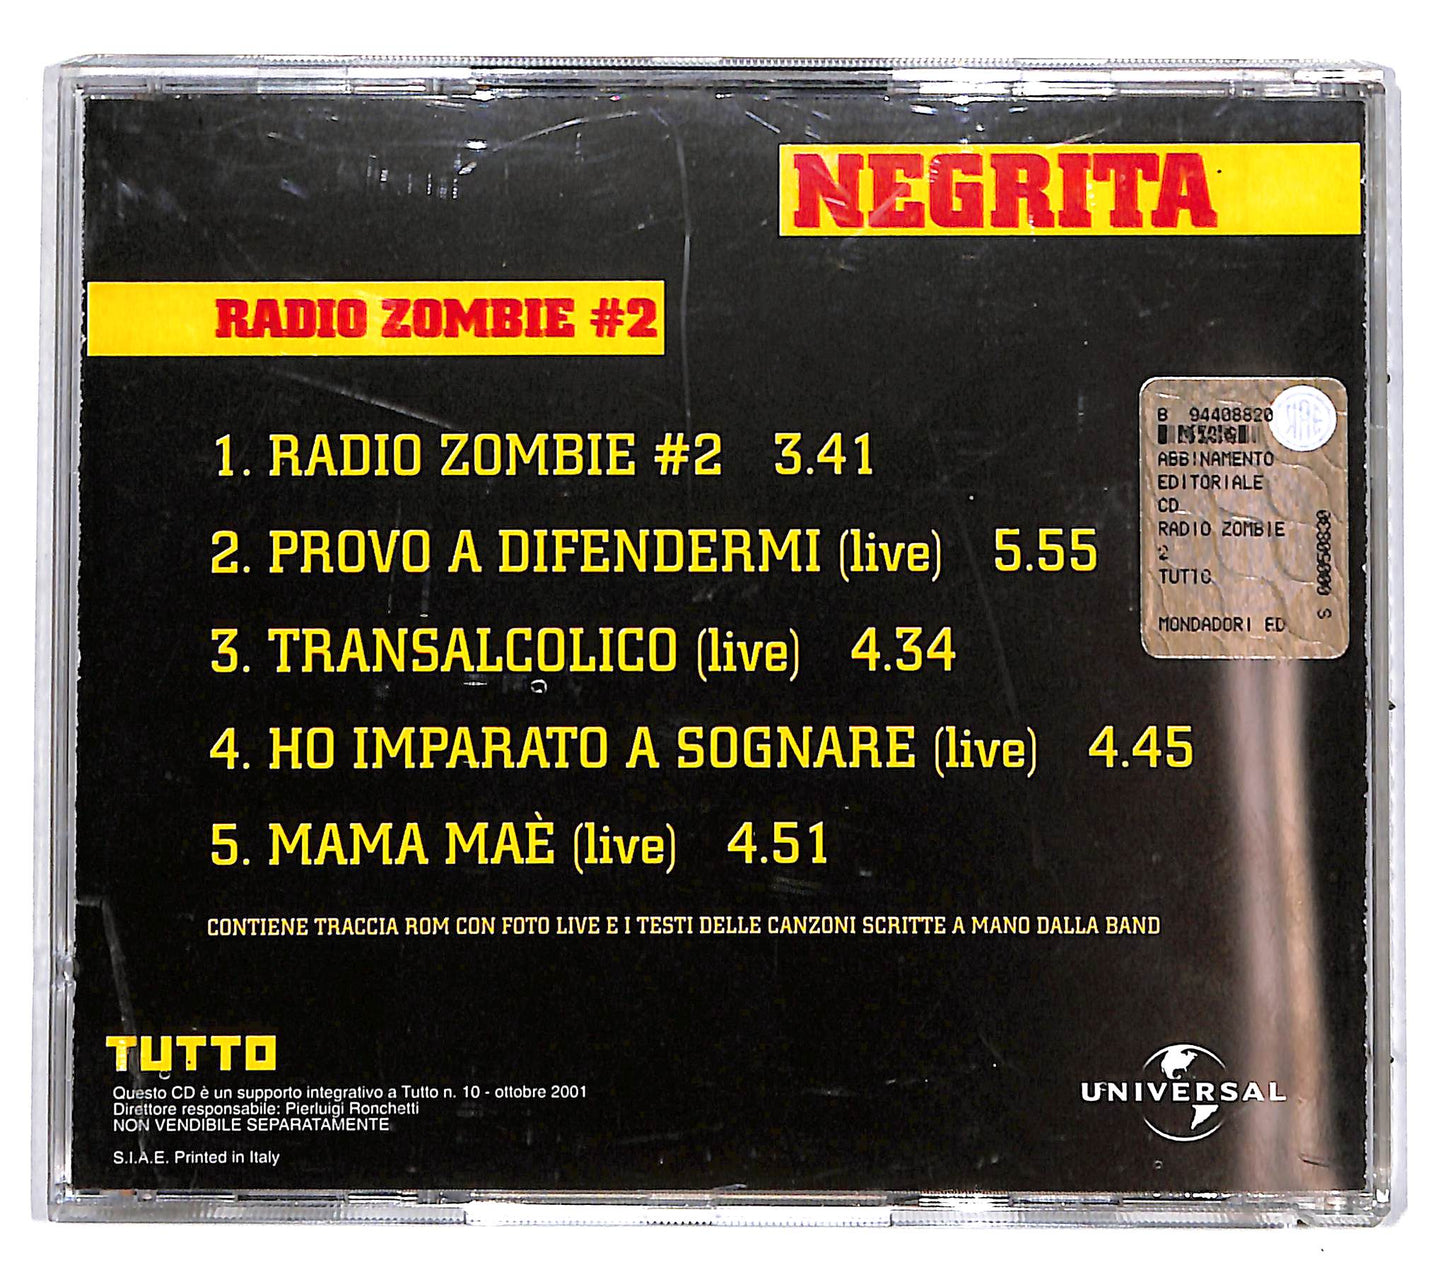 NEGRITA
RADIO ZOMBIE #2
1. RADIO ZOMBIE #2 3.41
2. PROVO A DIFENDERMI (live) 5.55
3. TRANSALCOLICO (live) 4.34
4. HO IMPARATO A SOGNARE (live) 4.45
5. MAMA MAÈ (live) 4.51
CONTIENE TRACCIA ROM CON FOTO LIVE E I TESTI DELLE CANZONI SCRITTE A MANO DALLA BAND
B 94408820
ABBINAMENTO
EDITORIALE
CD
RADIO ZOMBIE
2
TUTTO
MONDADORI ED
S 00050830
TUTTO
Questo CD è un supporto integrativo a Tutto n. 10 - ottobre 2001
Direttore responsabile: Pierluigi Ronchetti
NON VENDIBILE SEPARATAMENTE
S.I.A.E. Printed in Italy
UNIVERSAL